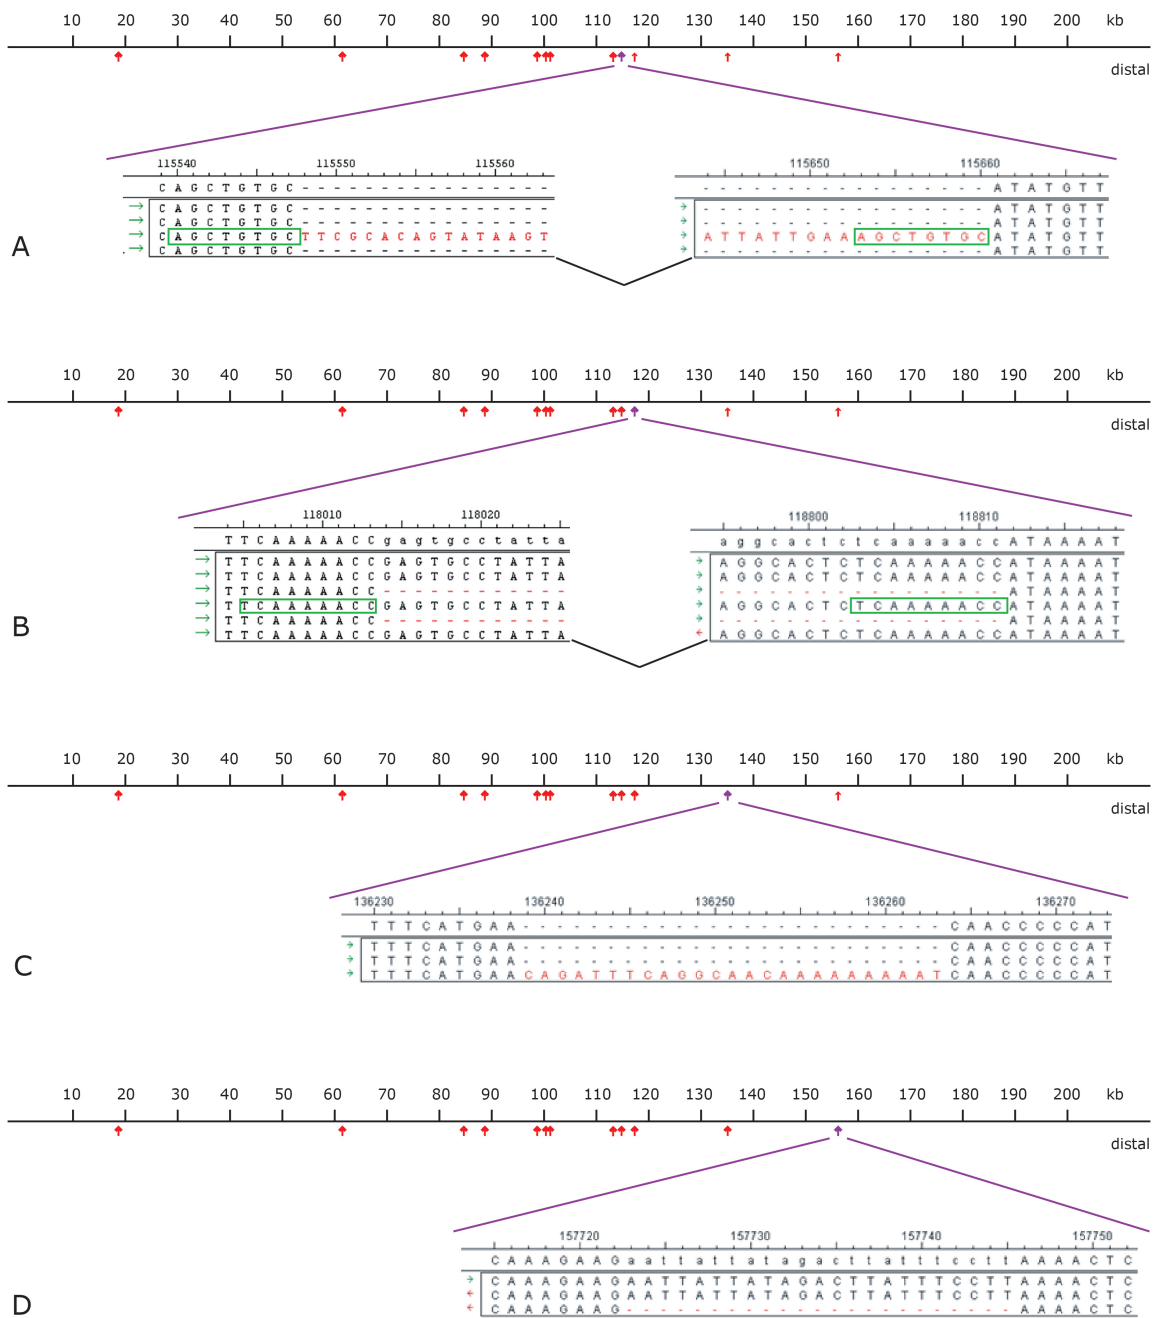 10 20 30 40 50 60 70 80 90 100 110 120 130 140 150 160 170 180 190 200 kb
distal
115540 115550 115560 115650 115660
C A G C T G T G C - - - - - - - - - - - - - - - - - - - - - - - - - - - - - - - - - A T A T G T T
C A G C T G T G C - - - - - - - - - - - - - - - - - - - - - - - - - - - - - - - - - A T A T G T T
C A G C T G T G C - - - - - - - - - - - - - - - - - - - - - - - - - - - - - - - - - A T A T G T T
A
C A G C T G T G C T T C G C A C A G T A T A A G T A T T A T T G A A A G C T G T G C A T A T G T T
C A G C T G T G C - - - - - - - - - - - - - - - - - - - - - - - - - - - - - - - - - A T A T G T T
10 20 30 40 50 60 70 80 90 100 110 120 130 140 150 160 170 180 190 200 kb
distal
118010 118020 118800 118810
T T C A A A A A C C g a g t g c c t a t t a a g g c a c t c t c a a a a a c c A T A A A A T
T T C A A A A A C C G A G T G C C T A T T A A G G C A C T C T C A A A A A C C A T A A A A T
T T C A A A A A C C G A G T G C C T A T T A A G G C A C T C T C A A A A A C C A T A A A A T
T T C A A A A A C C - - - - - - - - - - - - - - - - - - - - - - - - - - - - - A T A A A A T
T T C A A A A A C C G A G T G C C T A T T A A G G C A C T C T C A A A A A C C A T A A A A T
B
T T C A A A A A C C - - - - - - - - - - - - - - - - - - - - - - - - - - - - - A T A A A A T
T T C A A A A A C C G A G T G C C T A T T A A G G C A C T C T C A A A A A C C A T A A A A T
10 20 30 40 50 60 70 80 90 100 110 120 130 140 150 160 170 180 190 200 kb
distal
136230 136240 136250 136260 136270
T T T C A T G A A - - - - - - - - - - - - - - - - - - - - - - - - - C A A C C C C C A T
T T T C A T G A A - - - - - - - - - - - - - - - - - - - - - - - - - C A A C C C C C A T
T T T C A T G A A - - - - - - - - - - - - - - - - - - - - - - - - - C A A C C C C C A T
C
T T T C A T G A A C A G A T T T C A G G C A A C A A A A A A A A A T C A A C C C C C A T
10 20 30 40 50 60 70 80 90 100 110 120 130 140 150 160 170 180 190 200 kb
distal
157720 157730 157740 157750
C A A A G A A G a a t t a t t a t a g a c t t a t t t c c t t A A A A C T C
C A A A G A A G A A T T A T T A T A G A C T T A T T T C C T T A A A A C T C
C A A A G A A G A A T T A T T A T A G A C T T A T T T C C T T A A A A C T C
D
C A A A G A A G - - - - - - - - - - - - - - - - - - - - - - - A A A A C T C